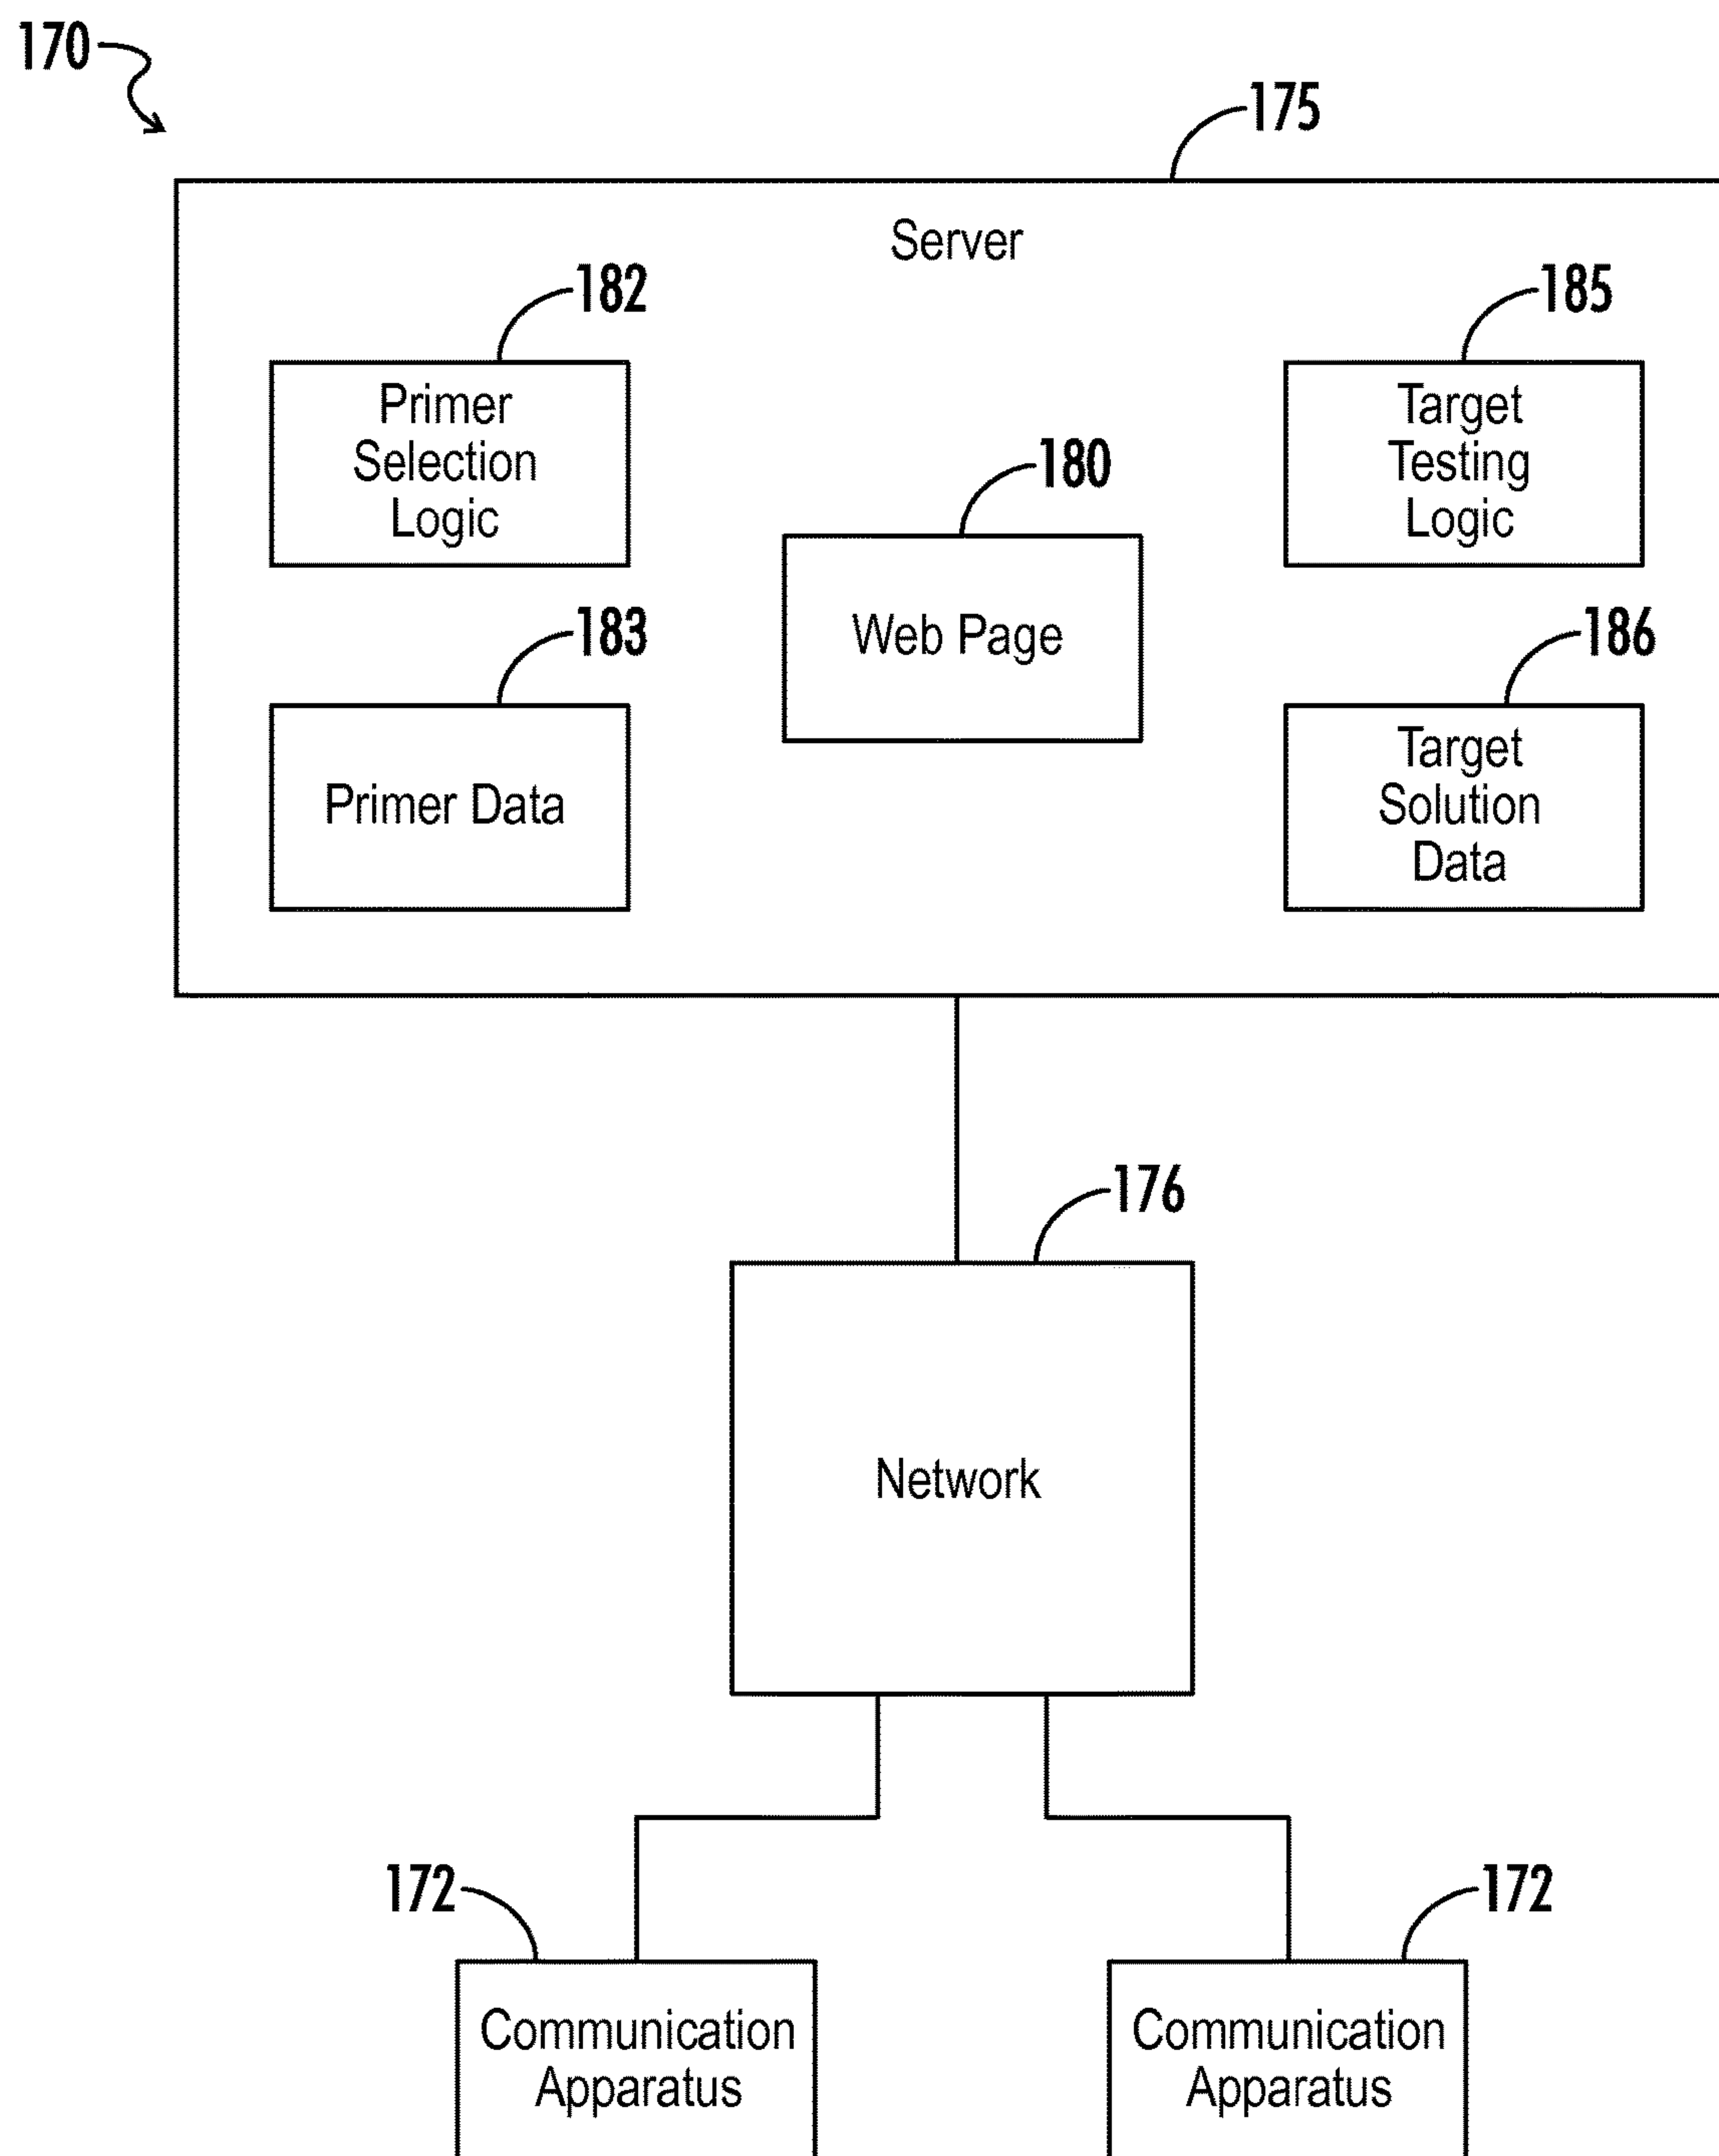 170
175
Server
182
185
Primer
Selection
Logic
Target
Testing
Logic
180
Web Page
183
186
Primer Data
Target
Solution
Data
176
Network
172
172
Communication
Apparatus
Communication
Apparatus